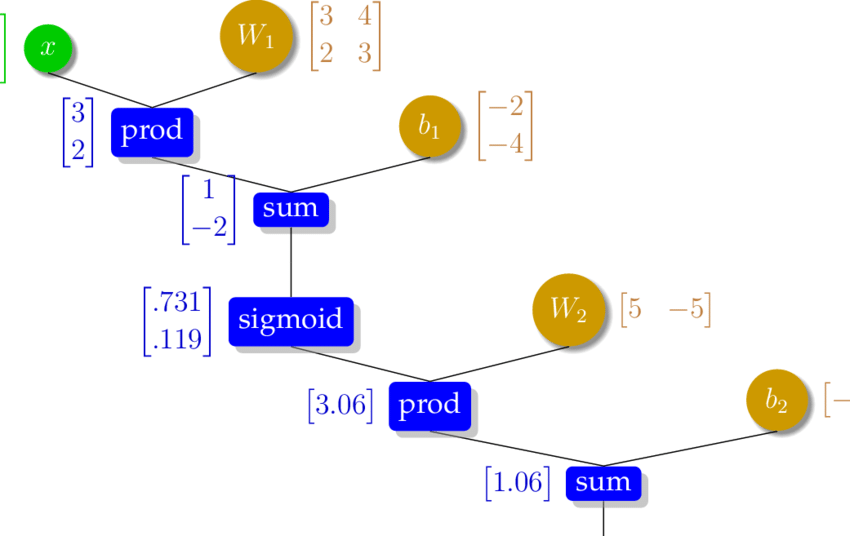 x
W₁
[3 4
2 3]
[3
2]
prod
b₁
[−2
−4]
[1
−2]
sum
[.731
.119]
sigmoid
W₂
[5 −5]
[3.06]
prod
b₂
[−
[1.06]
sum